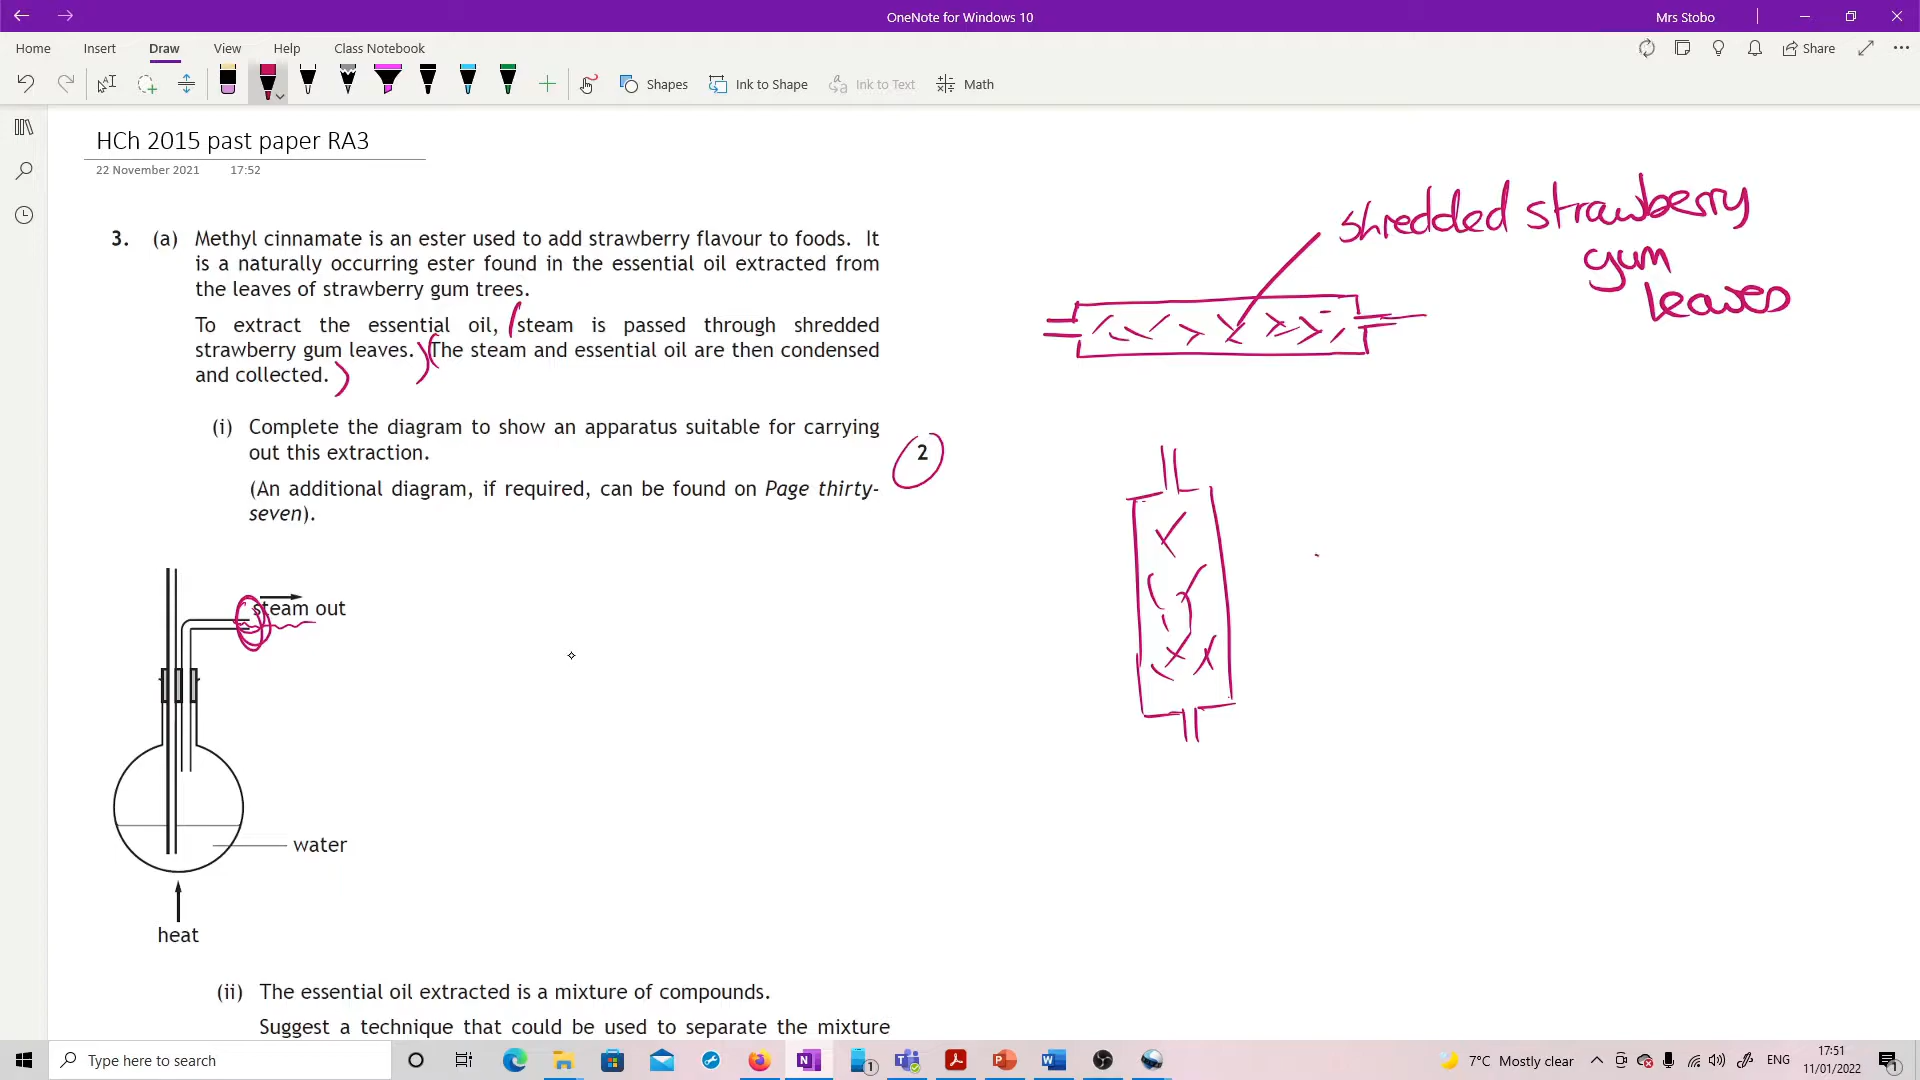 OneNote for Windows 10
Mrs Stobo
Home Insert Draw View Help Class Notebook
Share
Shapes Ink to Shape Ink to Text Math
HCh 2015 past paper RA3
22 November 2021 17:52
shredded strawberry
gum
leaves
3. (a) Methyl cinnamate is an ester used to add strawberry flavour to foods. It
is a naturally occurring ester found in the essential oil extracted from
the leaves of strawberry gum trees.
To extract the essential oil, steam is passed through shredded
strawberry gum leaves. The steam and essential oil are then condensed
and collected.
(i) Complete the diagram to show an apparatus suitable for carrying
out this extraction.
2
(An additional diagram, if required, can be found on Page thirty-
seven).
steam out
water
heat
(ii) The essential oil extracted is a mixture of compounds.
Suggest a technique that could be used to separate the mixture
Type here to search
7°C Mostly clear
ENG
17:51
11/01/2022